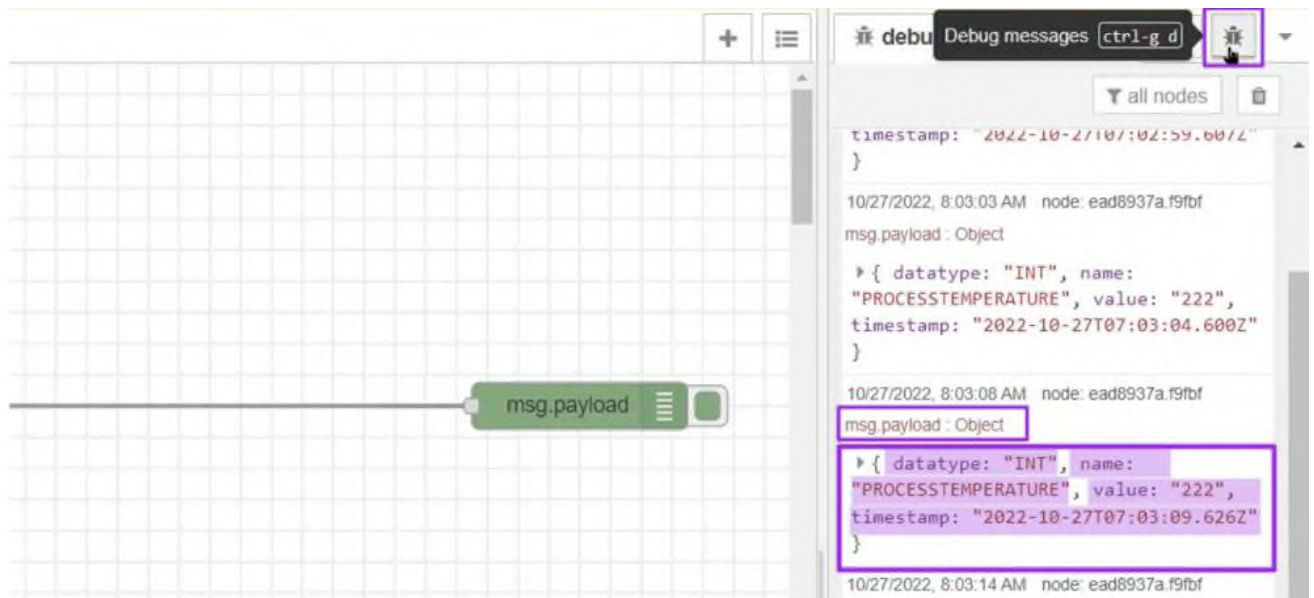 debu
Debug messages ctrl-g d
all nodes
timestamp: "2022-10-27T07:02:59.607Z"
}
10/27/2022, 8:03:03 AM node: ead8937a.f9fbf
msg.payload : Object
{ datatype: "INT", name:
"PROCESSTEMPERATURE", value: "222",
timestamp: "2022-10-27T07:03:04.600Z"
}
msg.payload
10/27/2022, 8:03:08 AM node: ead8937a.f9fbf
msg.payload : Object
{ datatype: "INT", name:
"PROCESSTEMPERATURE", value: "222",
timestamp: "2022-10-27T07:03:09.626Z"
}
10/27/2022, 8:03:14 AM node: ead8937a.f9fbf